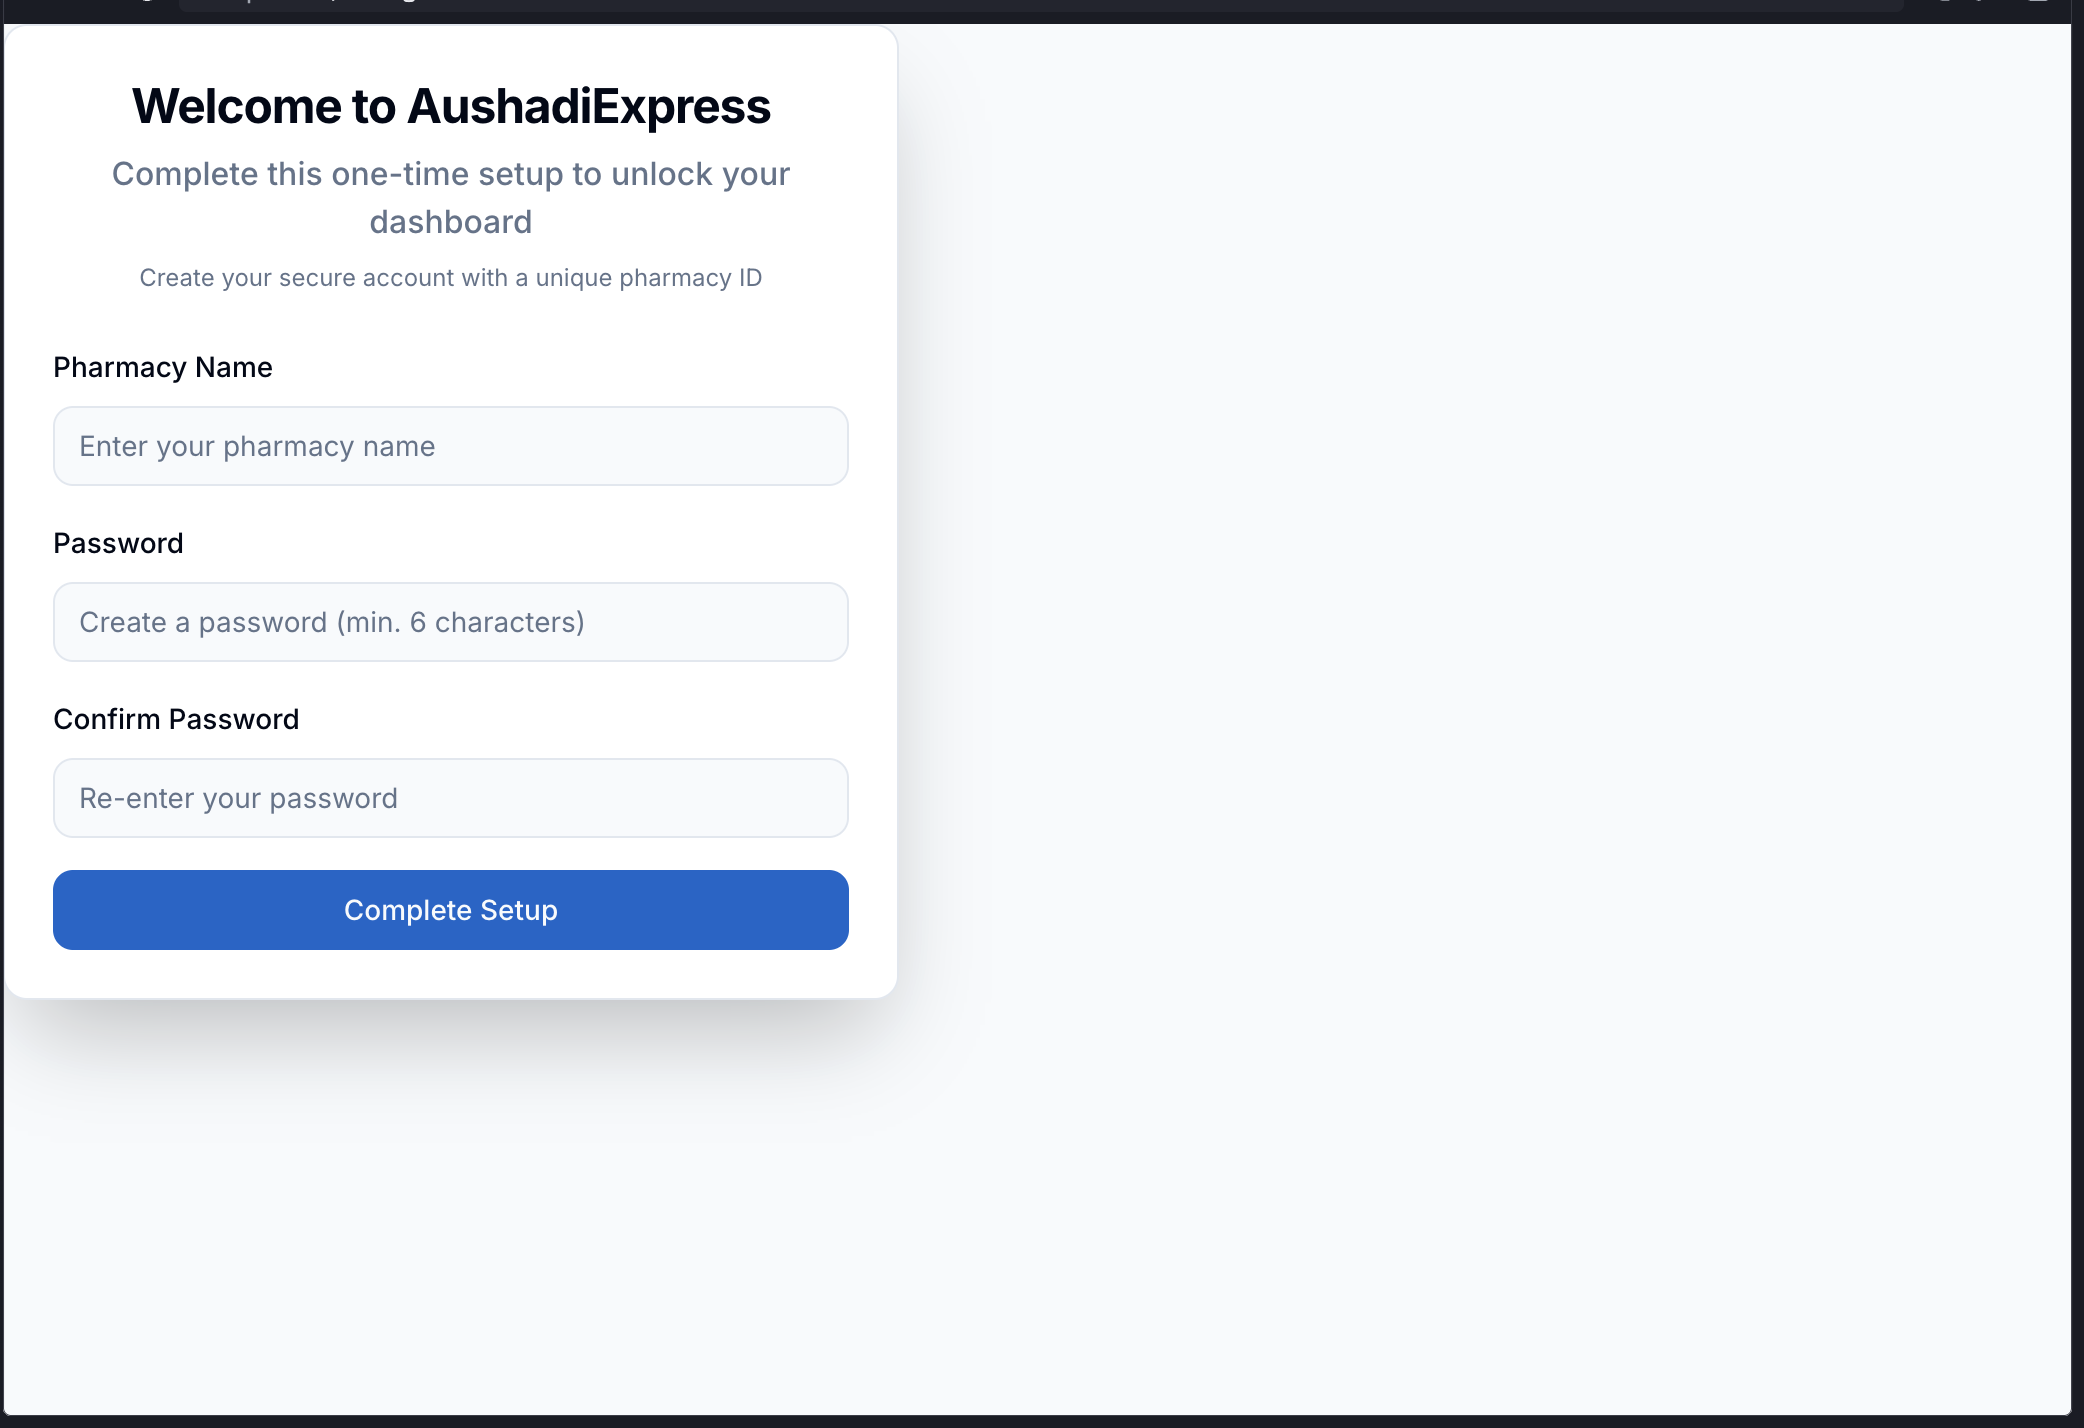 Welcome to AushadiExpress
Complete this one-time setup to unlock your
dashboard
Create your secure account with a unique pharmacy ID
Pharmacy Name
Enter your pharmacy name
Password
Create a password (min. 6 characters)
Confirm Password
Re-enter your password
Complete Setup